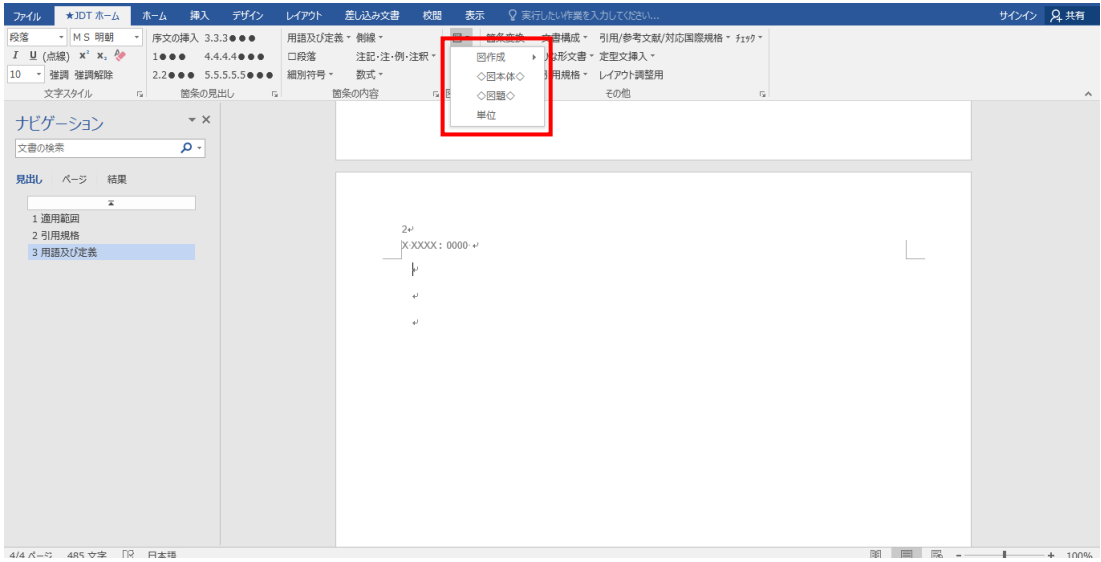 ファイル ★JDT ホーム ホーム 挿入 デザイン レイアウト 差し込み文書 校閲 表示 実行したい作業を入力してください... サインイン 共有
段落 ＭＳ 明朝 序文の挿入 3.3.3●●● 用語及び定義 側線 図 箇条変換 文書構成 引用/参考文献/対応国際規格 ﾁｪｯｸ
I U (点線) x² x₂ 1●●● 4.4.4.4●●● 口段落 注記・注・例・注釈 図作成 な形文書 定型文挿入
10 強調 強調解除 2.2●●● 5.5.5.5.5●●● 細別符号 数式 ◇図本体◇ 用規格 レイアウト調整用
文字スタイル 箇条の見出し 箇条の内容 ◇図題◇ その他
単位
ナビゲーション
文書の検索
見出し ページ 結果
1 適用範囲
2 引用規格
3 用語及び定義
2↵
X XXXX：0000 ↵
↵
↵
↵
4/4 ページ 485 文字 日本語 - + 100%